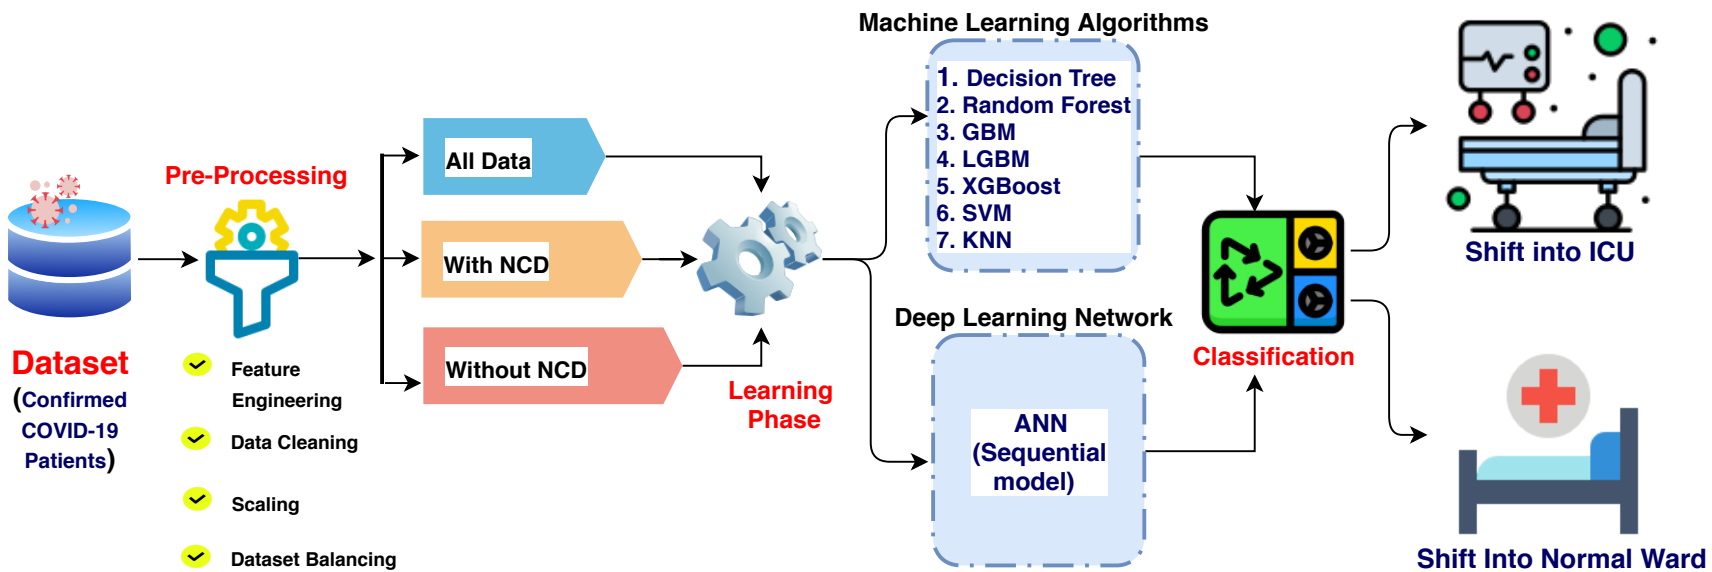 Dataset
(Confirmed
COVID-19
Patients)
Pre-Processing
Feature
Engineering
Data Cleaning
Scaling
Dataset Balancing
All Data
With NCD
Without NCD
Learning
Phase
Machine Learning Algorithms
1. Decision Tree
2. Random Forest
3. GBM
4. LGBM
5. XGBoost
6. SVM
7. KNN
Deep Learning Network
ANN
(Sequential
model)
Classification
Shift into ICU
Shift Into Normal Ward